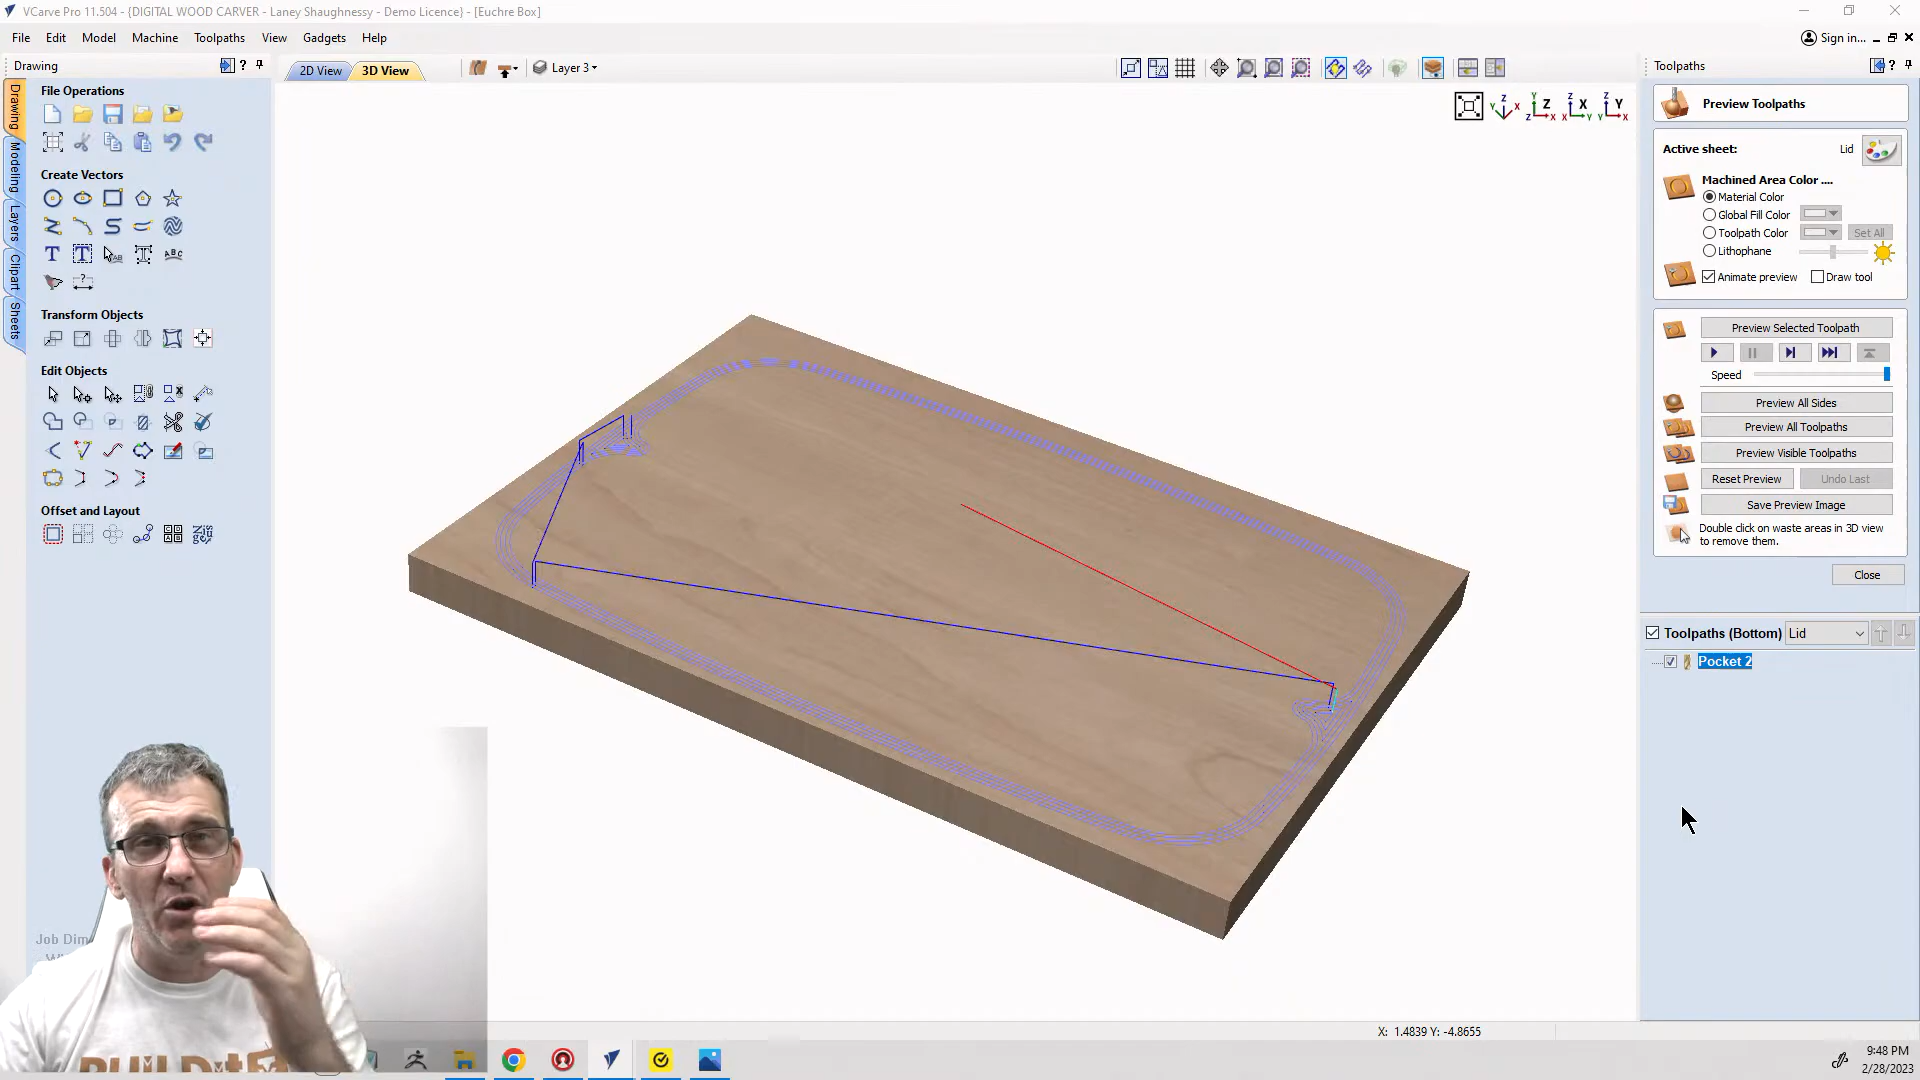 VCarve Pro 11.504 - {DIGITAL WOOD CARVER - Laney Shaughnessy - Demo Licence} - [Euchre Box]
File Edit Model Machine Toolpaths View Gadgets Help
Sign in...
Drawing
2D View
3D View
Layer 3
Toolpaths
Drawing
Modeling
Layers
Clipart
Sheets
File Operations
Create Vectors
Transform Objects
Edit Objects
Offset and Layout
Job Dim
Preview Toolpaths
Active sheet: Lid
Machined Area Color ....
Material Color
Global Fill Color
Toolpath Color Set All
Lithophane
Animate preview Draw tool
Preview Selected Toolpath
Speed
Preview All Sides
Preview All Toolpaths
Preview Visible Toolpaths
Reset Preview Undo Last
Save Preview Image
Double click on waste areas in 3D view
to remove them.
Close
Toolpaths (Bottom) Lid
Pocket 2
X: 1.4839 Y: -4.8655
9:48 PM
2/28/2023